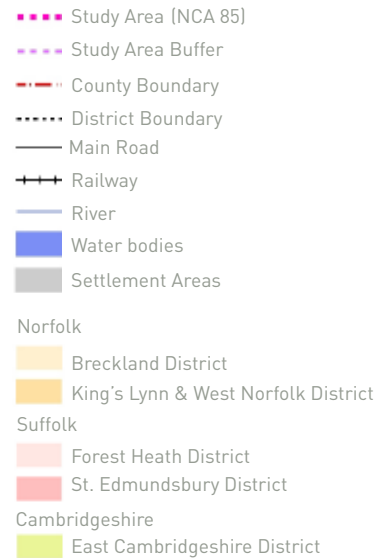 Study Area (NCA 85)
Study Area Buffer
County Boundary
District Boundary
Main Road
Railway
River
Water bodies
Settlement Areas
Norfolk
Breckland District
King's Lynn & West Norfolk District
Suffolk
Forest Heath District
St. Edmundsbury District
Cambridgeshire
East Cambridgeshire District